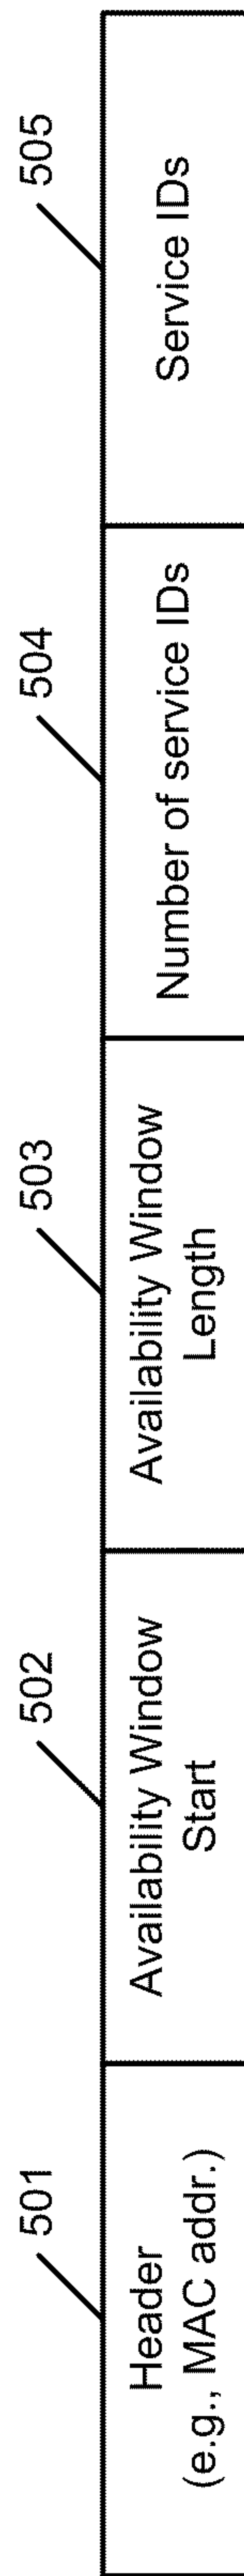 501
502
503
504
505
Header
(e.g., MAC addr.)
Availability Window
Start
Availability Window
Length
Number of service IDs
Service IDs